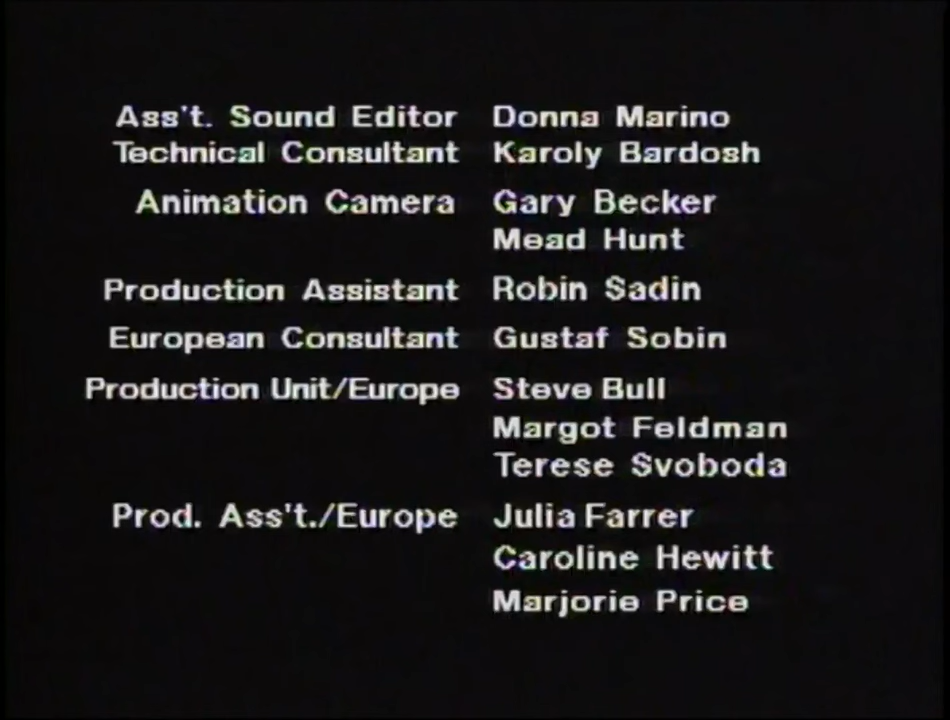 Ass't. Sound Editor Donna Marino
Technical Consultant Karoly Bardosh
Animation Camera Gary Becker
Mead Hunt
Production Assistant Robin Sadin
European Consultant Gustaf Sobin
Production Unit/Europe Steve Bull
Margot Feldman
Terese Svoboda
Prod. Ass't./Europe Julia Farrer
Caroline Hewitt
Marjorie Price